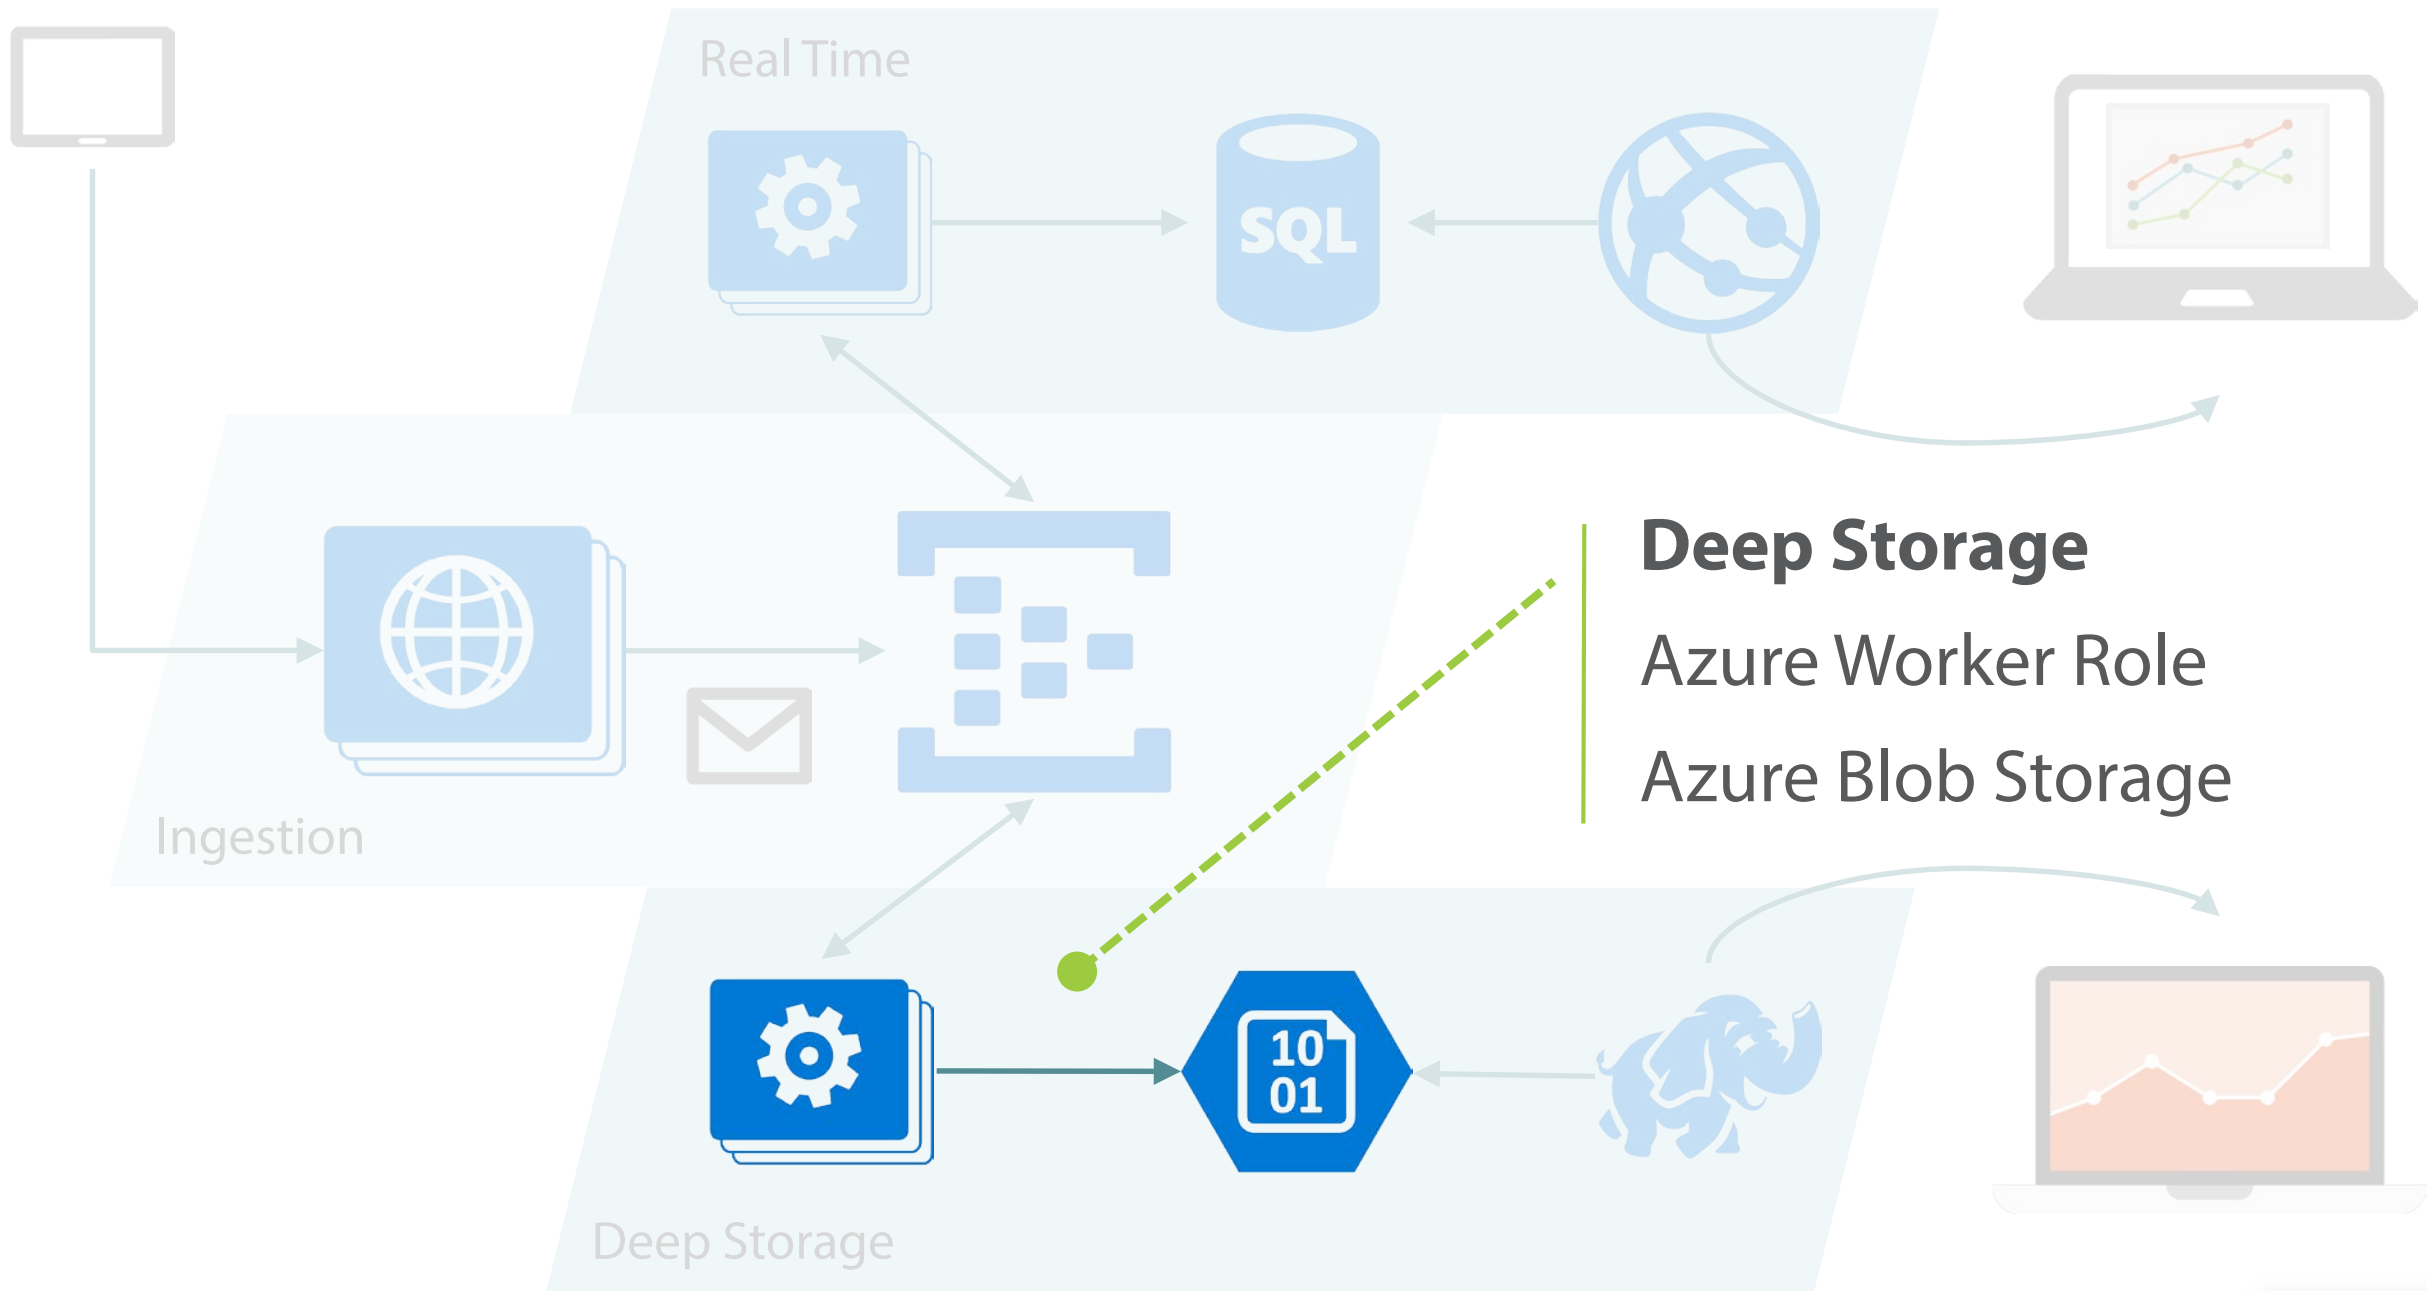 Real Time
SQL
Deep Storage
Azure Worker Role
Azure Blob Storage
Ingestion
10
01
Deep Storage